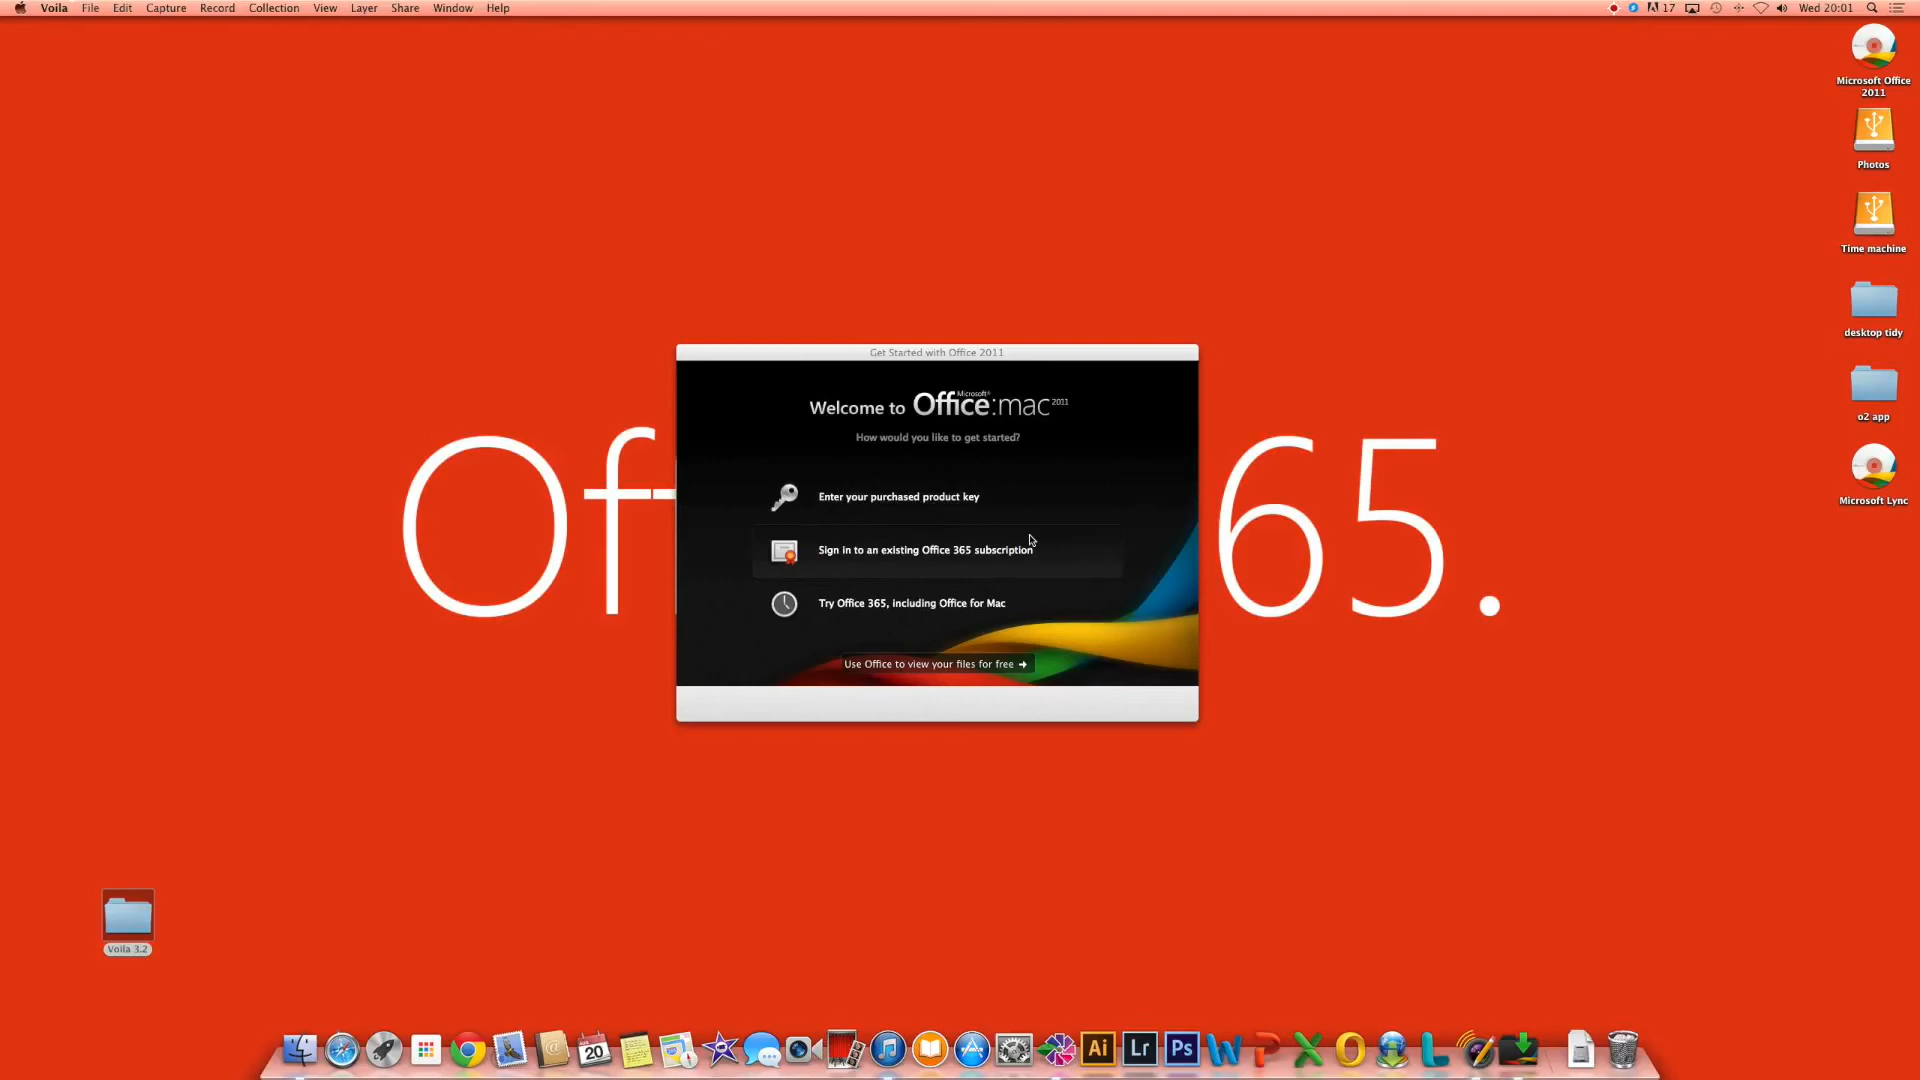 Voila File Edit Capture Record Collection View Layer Share Window Help
17 Wed 20:01
Microsoft Office
2011
Photos
Time machine
desktop tidy
o2 app
Microsoft Lync
Of 65.
Get Started with Office 2011
Welcome to Microsoft® Office:mac 2011
How would you like to get started?
Enter your purchased product key
Sign in to an existing Office 365 subscription
Try Office 365, including Office for Mac
Use Office to view your files for free
Voila 3.2
20 Ai Lr Ps W P X O L